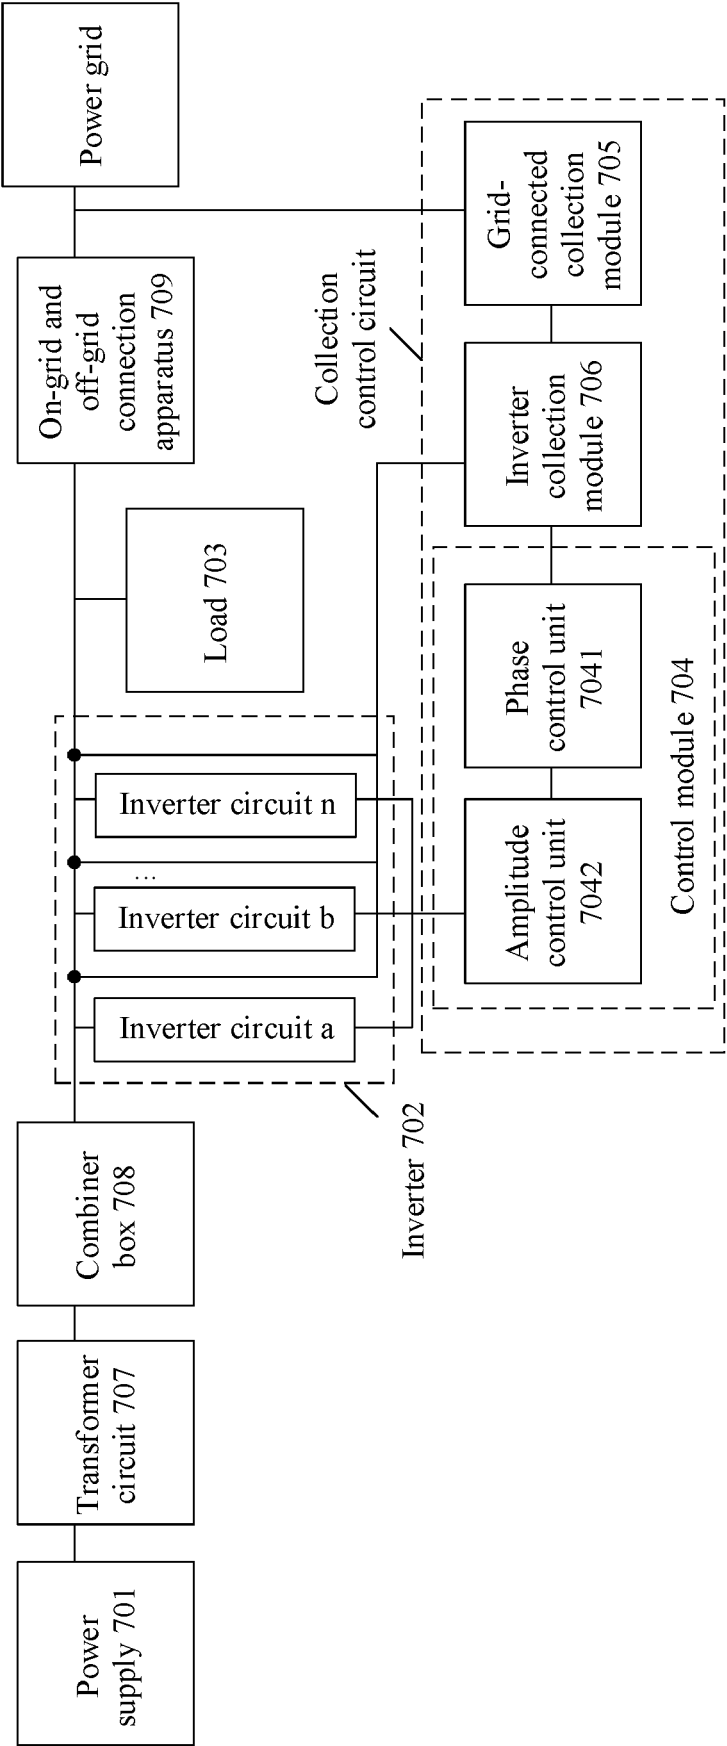 Power
supply 701
Transformer
circuit 707
Combiner
box 708
Inverter circuit a
Inverter circuit b
...
Inverter circuit n
Inverter 702
Load 703
On-grid and
off-grid
connection
apparatus 709
Power grid
Collection
control circuit
Amplitude
control unit
7042
Phase
control unit
7041
Control module 704
Inverter
collection
module 706
Grid-
connected
collection
module 705